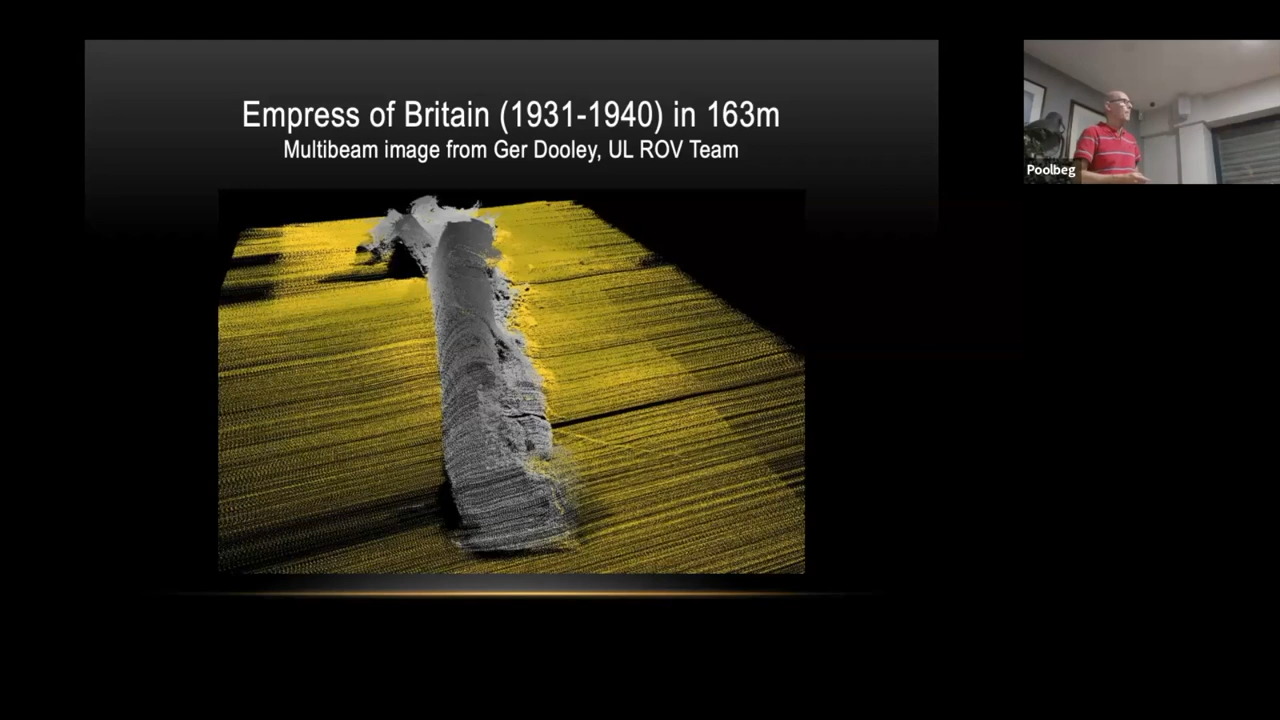 Empress of Britain (1931-1940) in 163m
Multibeam image from Ger Dooley, UL ROV Team
Poolbeg